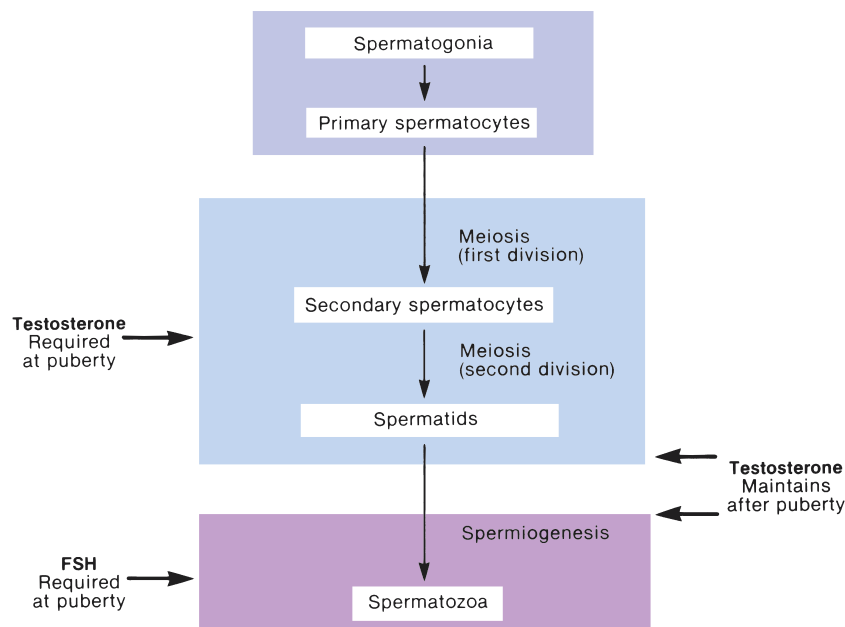 Spermatogonia
Primary spermatocytes
Meiosis
(first division)
Secondary spermatocytes
Testosterone
Required
at puberty
Meiosis
(second division)
Spermatids
Testosterone
Maintains
after puberty
Spermiogenesis
FSH
Required
at puberty
Spermatozoa